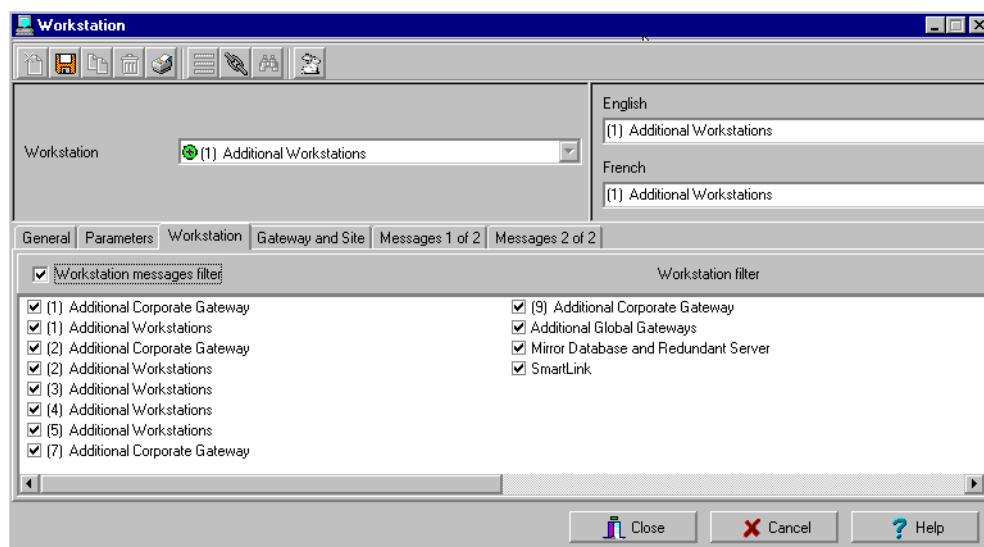 Workstation
English
(1) Additional Workstations
Workstation
(1) Additional Workstations
French
(1) Additional Workstations
General Parameters Workstation Gateway and Site Messages 1 of 2 Messages 2 of 2
Workstation messages filter
Workstation filter
(1) Additional Corporate Gateway
(1) Additional Workstations
(2) Additional Corporate Gateway
(2) Additional Workstations
(3) Additional Workstations
(4) Additional Workstations
(5) Additional Workstations
(7) Additional Corporate Gateway
(9) Additional Corporate Gateway
Additional Global Gateways
Mirror Database and Redundant Server
SmartLink
Close Cancel Help